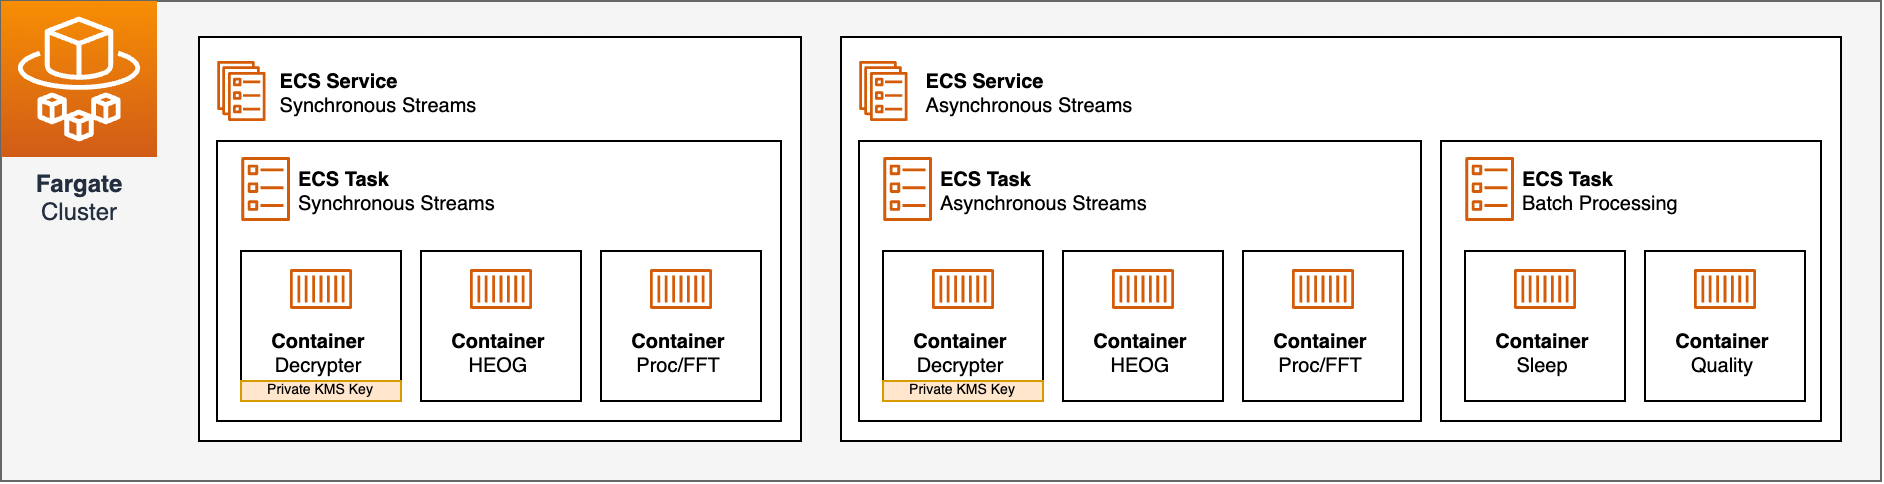 Fargate
Cluster
ECS Service
Synchronous Streams
ECS Task
Synchronous Streams
Container
Decrypter
Private KMS Key
Container
HEOG
Container
Proc/FFT
ECS Service
Asynchronous Streams
ECS Task
Asynchronous Streams
Container
Decrypter
Private KMS Key
Container
HEOG
Container
Proc/FFT
ECS Task
Batch Processing
Container
Sleep
Container
Quality